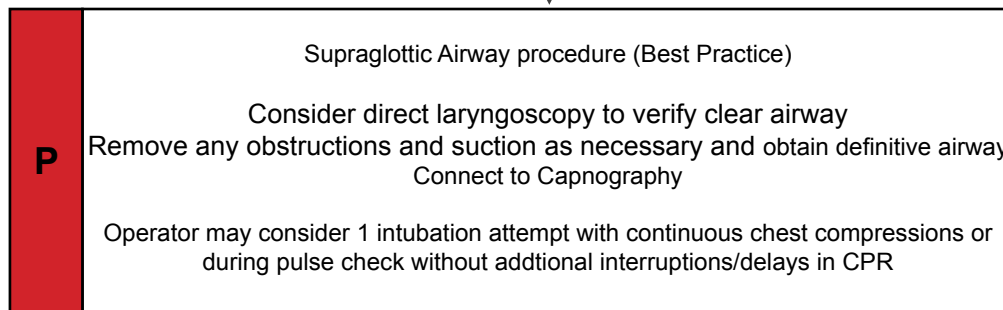 Supraglottic Airway procedure (Best Practice)
Consider direct laryngoscopy to verify clear airway
P
Remove any obstructions and suction as necessary and obtain definitive airway
Connect to Capnography
Operator may consider 1 intubation attempt with continuous chest compressions or
during pulse check without addtional interruptions/delays in CPR